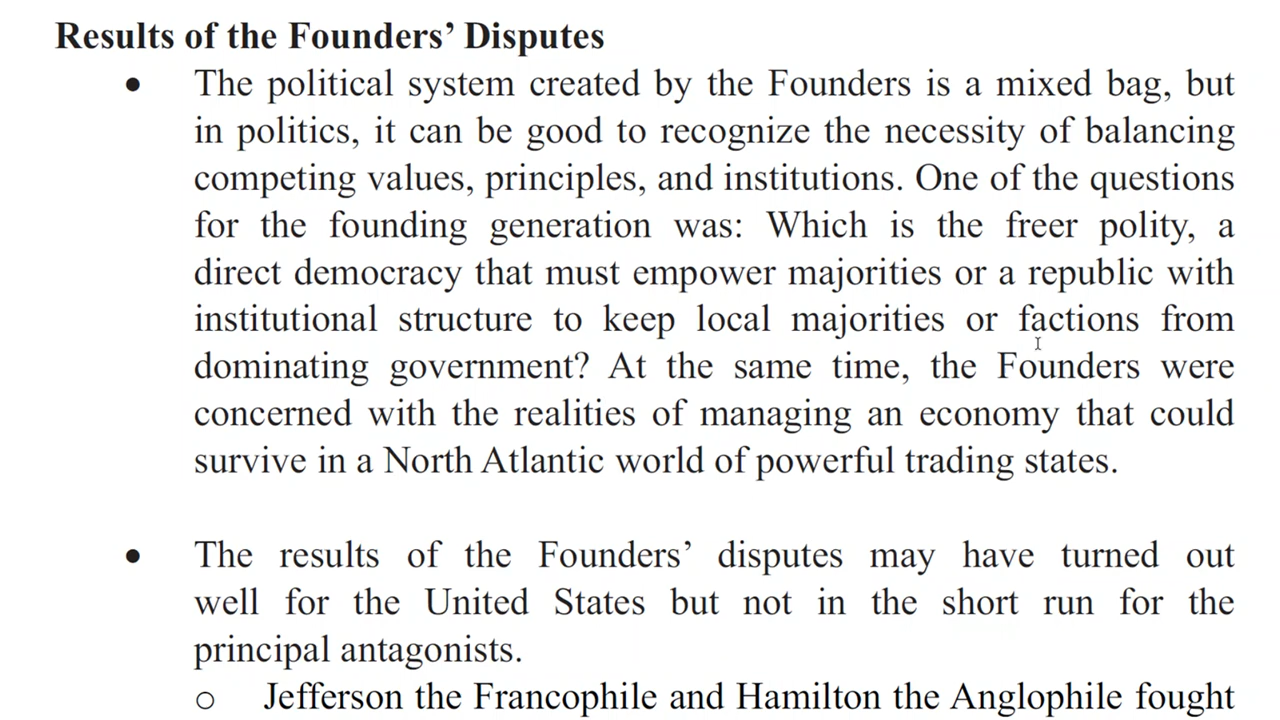 Results of the Founders’ Disputes
● The political system created by the Founders is a mixed bag, but
in politics, it can be good to recognize the necessity of balancing
competing values, principles, and institutions. One of the questions
for the founding generation was: Which is the freer polity, a
direct democracy that must empower majorities or a republic with
institutional structure to keep local majorities or factions from
dominating government? At the same time, the Founders were
concerned with the realities of managing an economy that could
survive in a North Atlantic world of powerful trading states.
● The results of the Founders’ disputes may have turned out
well for the United States but not in the short run for the
principal antagonists.
o Jefferson the Francophile and Hamilton the Anglophile fought